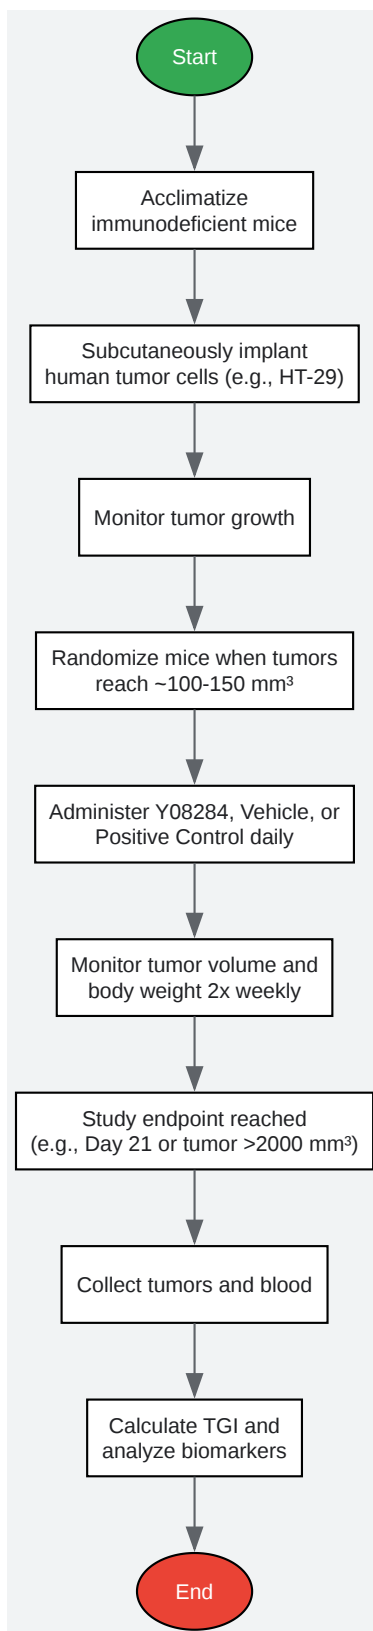 Start
Acclimatize
immunodeficient mice
Subcutaneously implant
human tumor cells (e.g., HT-29)
Monitor tumor growth
Randomize mice when tumors
reach ~100-150 mm³
Administer Y08284, Vehicle, or
Positive Control daily
Monitor tumor volume and
body weight 2x weekly
Study endpoint reached
(e.g., Day 21 or tumor >2000 mm³)
Collect tumors and blood
Calculate TGI and
analyze biomarkers
End